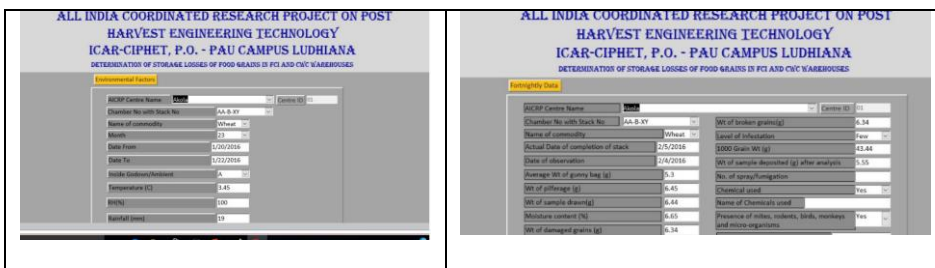 ALL INDIA COORDINATED RESEARCH PROJECT ON POST
HARVEST ENGINEERING TECHNOLOGY
ICAR-CIPHET, P.O. - PAU CAMPUS LUDHIANA
DETERMINATION OF STORAGE LOSSES OF FOOD GRAINS IN FCI AND CWC WAREHOUSES
Environmental Factors
AICRP Centre Name Akola Centre ID 01
Chamber No with Stack No AA-B-XY
Name of commodity Wheat
Month 23
Date From 1/20/2016
Date To 1/22/2016
Inside Godown/Ambient A
Temperature (C) 3.45
RH(%) 100
Rainfall (mm) 19
ALL INDIA COORDINATED RESEARCH PROJECT ON POST
HARVEST ENGINEERING TECHNOLOGY
ICAR-CIPHET, P.O. - PAU CAMPUS LUDHIANA
DETERMINATION OF STORAGE LOSSES OF FOOD GRAINS IN FCI AND CWC WAREHOUSES
Fortnightly Data
AICRP Centre Name Akola Centre ID 01
Chamber No with Stack No AA-B-XY
Name of commodity Wheat
Actual Date of completion of stack 2/5/2016
Date of observation 2/4/2016
Average Wt of gunny bag (g) 5.3
Wt of pilferage (g) 6.45
Wt of sample drawn(g) 6.44
Moisture content (%) 6.65
Wt of damaged grains (g) 6.34
Wt of broken grains(g) 6.34
Level of Infestation Few
1000 Grain Wt (g) 43.44
Wt of sample deposited (g) after analysis 5.55
No. of spray/fumigation
Chemical used Yes
Name of Chemicals used
Presence of mites, rodents, birds, monkeys Yes
and micro-organisms